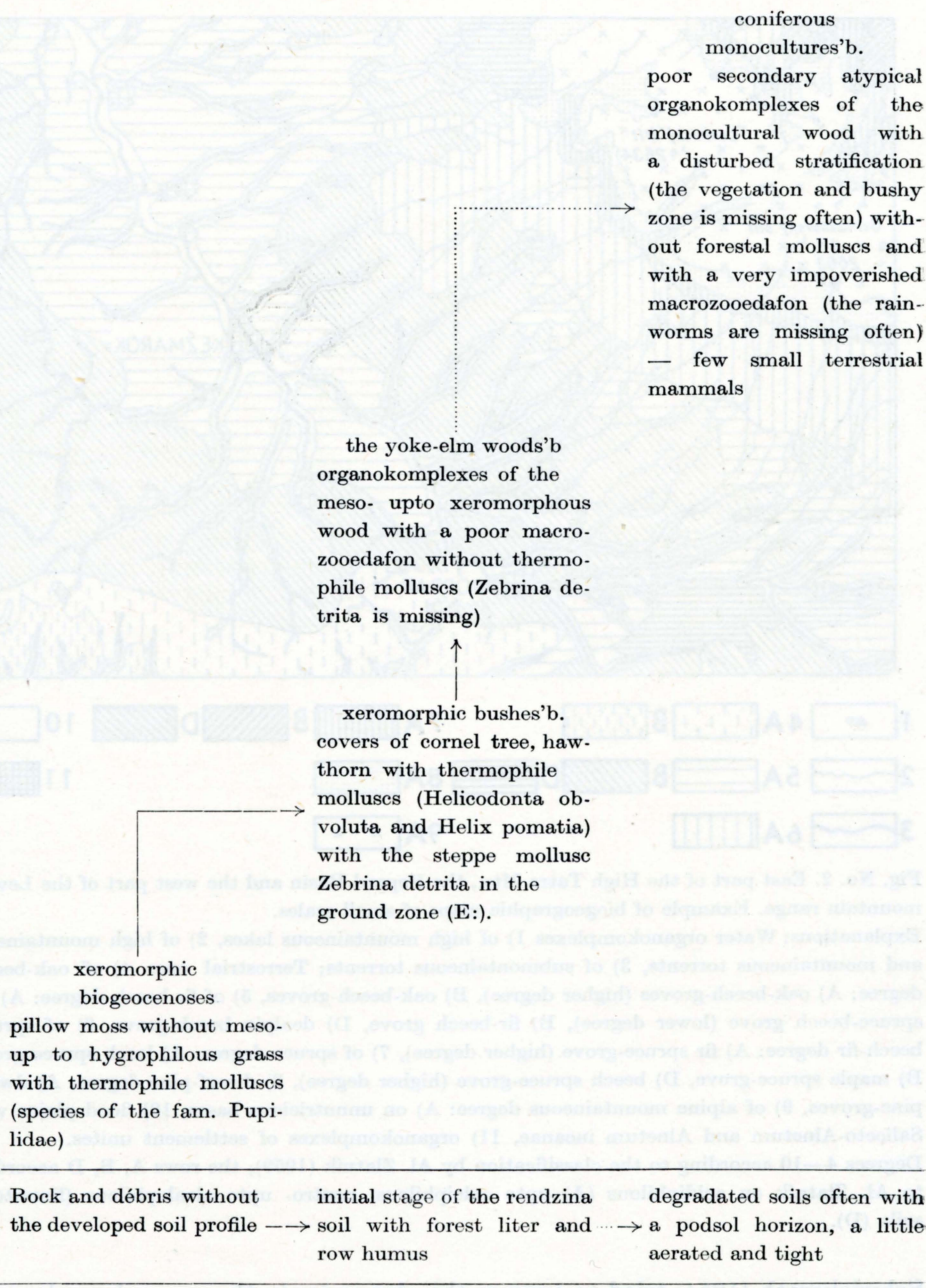 coniferous
monocultures'b.
poor secondary atypical
organokomplexes of the
monocultural wood with
a disturbed stratification
(the vegetation and bushy
zone is missing often) with-
out forestal molluscs and
with a very impoverished
macrozooedafon (the rain-
worms are missing often)
— few small terrestrial
mammals
the yoke-elm woods'b
organokomplexes of the
meso- upto xeromorphous
wood with a poor macro-
zooedafon without thermo-
phile molluscs (Zebrina de-
trita is missing)
xeromorphic bushes'b.
covers of cornel tree, haw-
thorn with thermophile
molluscs (Helicodonta ob-
voluta and Helix pomatia)
with the steppe mollusc
Zebrina detrita in the
ground zone (E:).
xeromorphic
biogeocenoses
pillow moss without meso-
up to hygrophilous grass
with thermophile molluscs
(species of the fam. Pupi-
lidae)
Rock and débris without
the developed soil profile
initial stage of the rendzina
soil with forest liter and
row humus
degradated soils often with
a podsol horizon, a little
aerated and tight